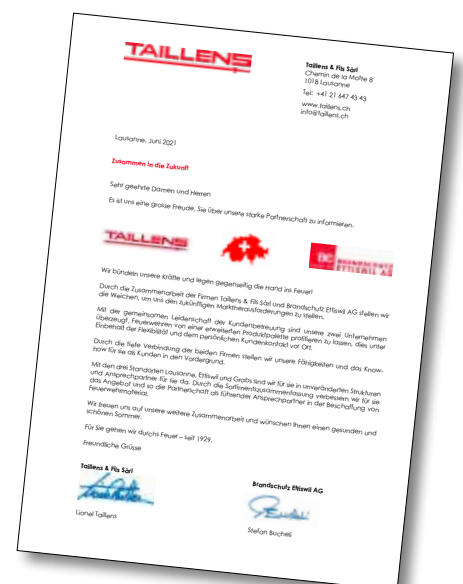 TAILLENS
Taillens & Fils Sàrl
Chemin de la Mothe 8
1018 Lausanne
Tel: +41 21 647 43 43
www.taillens.ch
info@taillens.ch
Lausanne, Juni 2021
Zusammen in die Zukunft
Sehr geehrte Damen und Herren
Es ist uns eine grosse Freude, Sie über unsere starke Partnerschaft zu informieren.
TAILLENS
BRANDSCHUTZ
ETTISWIL AG
Wir bündeln unsere Kräfte und legen gegenseitig die Hand ins Feuer!
Durch die Zusammenarbeit der Firmen Taillens & Fils Sàrl und Brandschutz Ettiswil AG stellen wir
die Weichen, um uns den zukünftigen Marktherausforderungen zu stellen.
Mit der gemeinsamen Leidenschaft der Kundenbetreuung sind unsere zwei Unternehmen
überzeugt, Feuerwehren von einer erweiterten Produktpalette profitieren zu lassen, dies unter
Einbehalt der Flexibilität und dem persönlichen Kundenkontakt vor Ort.
Durch die tiefe Verbindung der beiden Firmen stellen wir unsere Fähigkeiten und das Know-
how für sie als Kunden in den Vordergrund.
Mit den drei Standorten Lausanne, Ettiswil und Grabs sind wir für sie in unveränderten Strukturen
und Ansprechpartner für sie da. Durch die Sortimentszusammenfassung verbessern wir für sie
das Angebot und so die Partnerschaft als führender Ansprechpartner in der Beschaffung von
Feuerwehrmaterial.
Wir freuen uns auf unsere weitere Zusammenarbeit und wünschen Ihnen einen gesunden und
schönen Sommer.
Für Sie gehen wir durchs Feuer – seit 1929.
Freundliche Grüsse
Taillens & Fils Sàrl
Brandschutz Ettiswil AG
Lionel Taillens
Stefan Bucheli